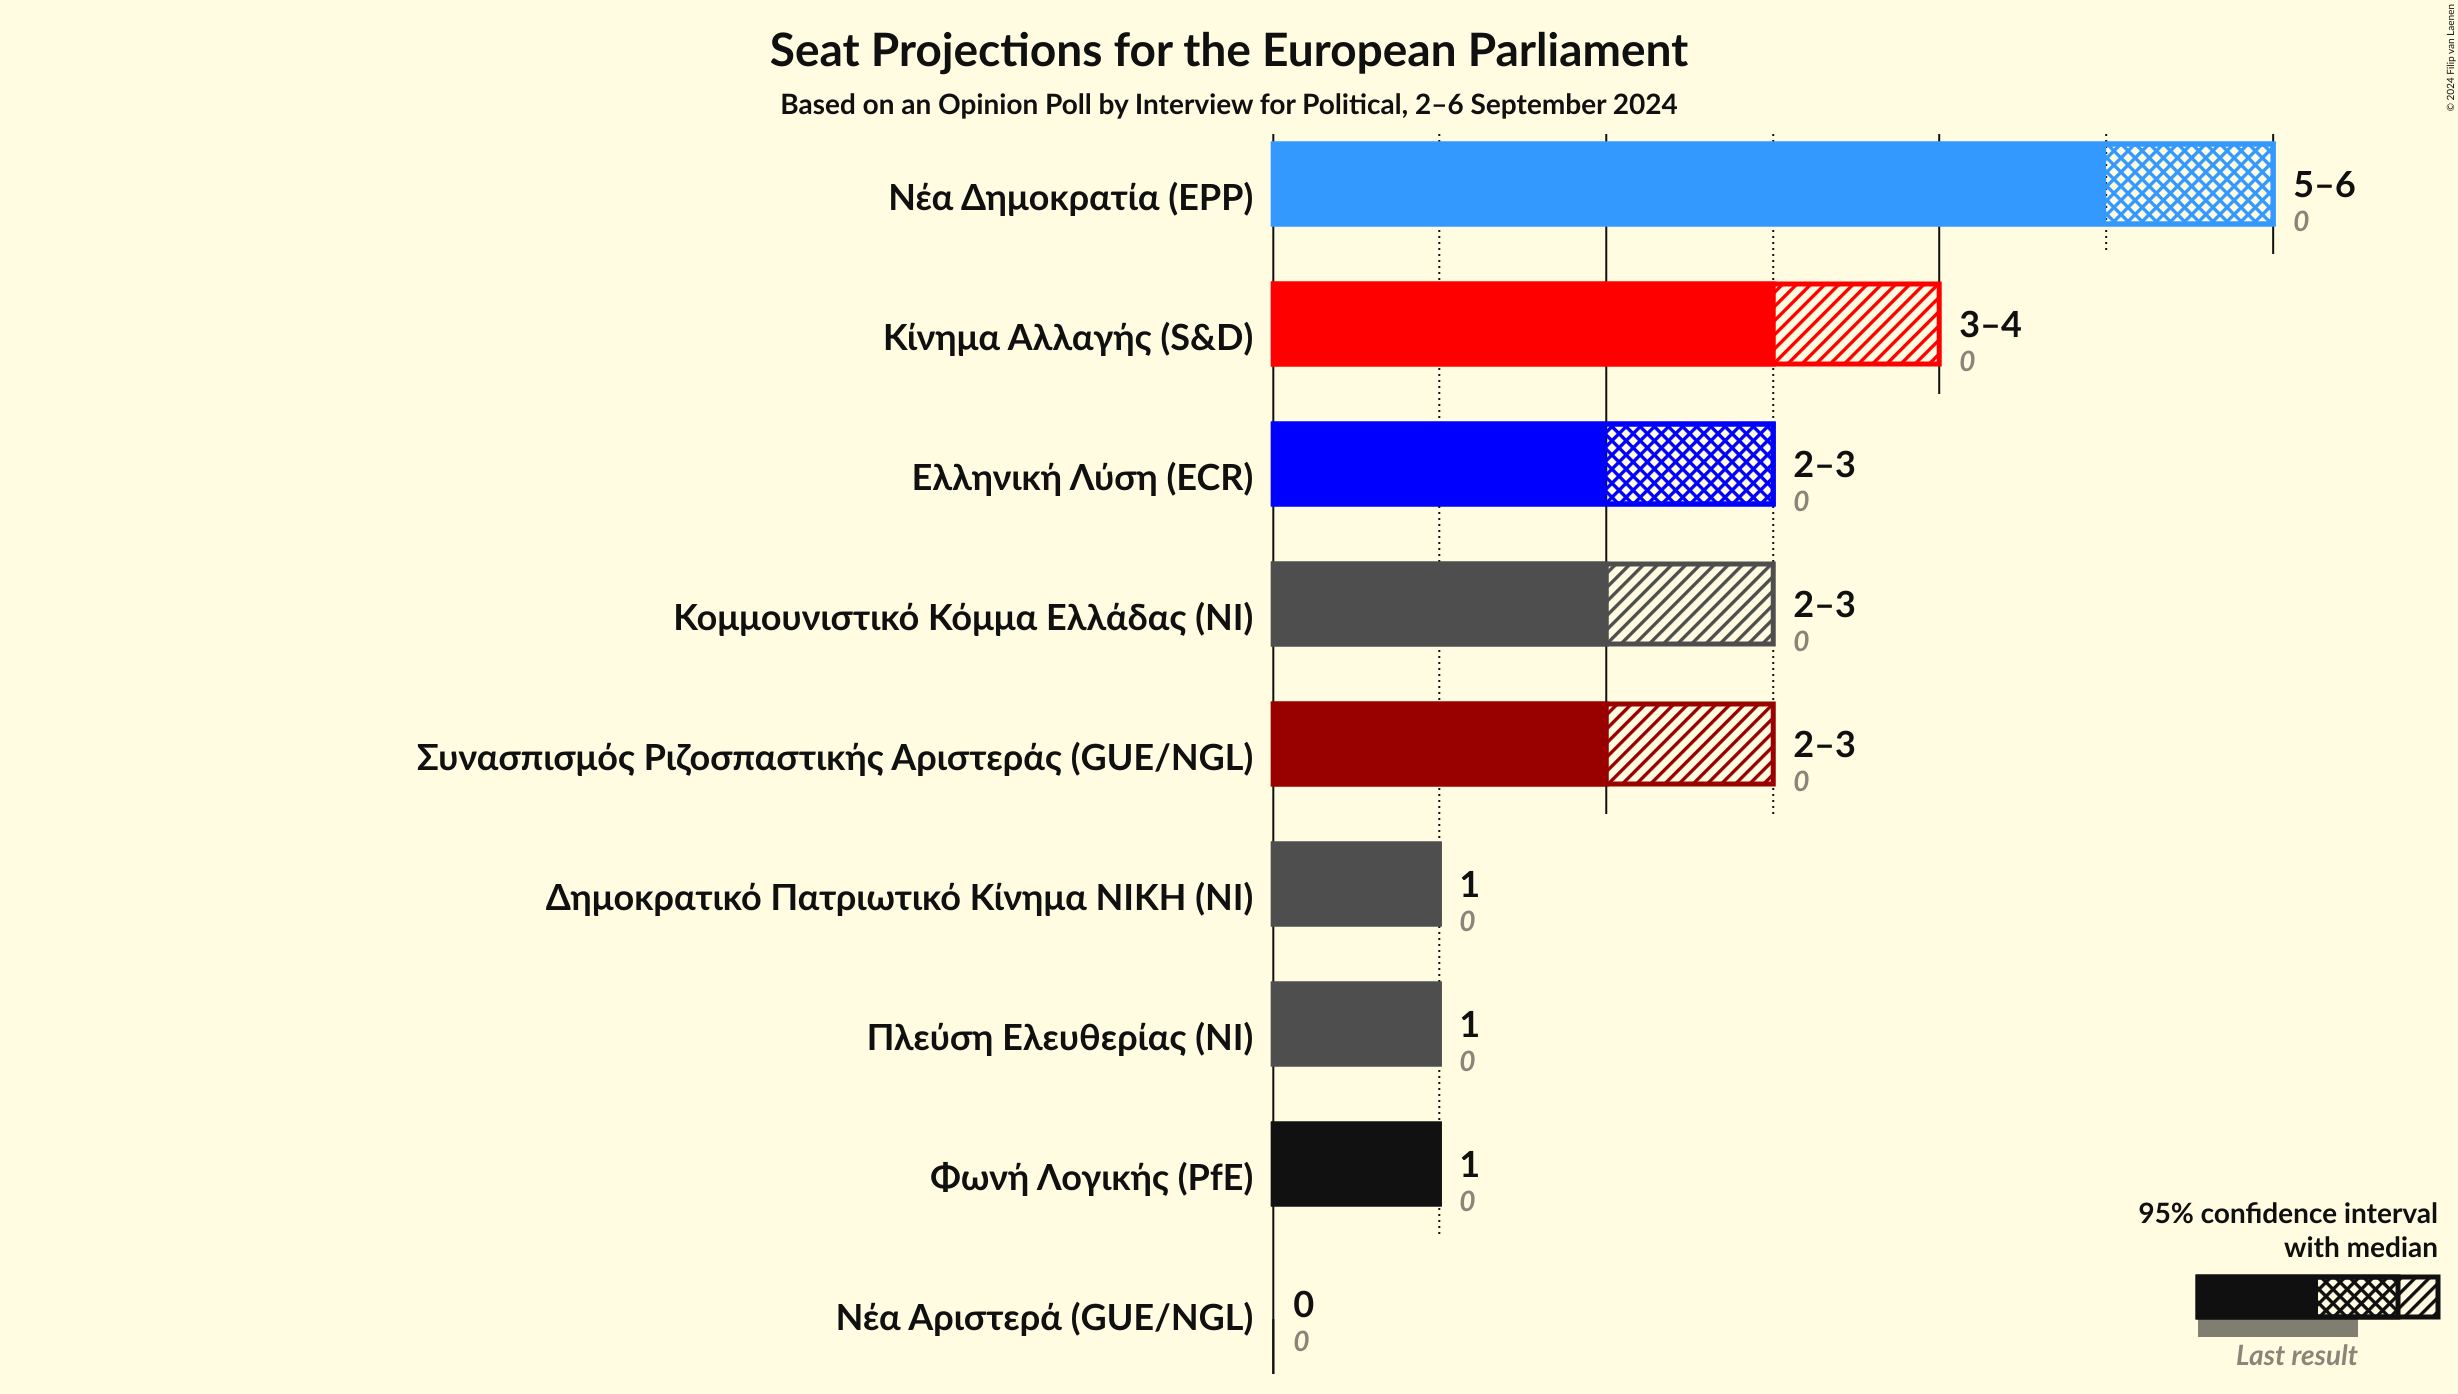 Seat Projections for the European Parliament
Based on an Opinion Poll by Interview for Political, 2–6 September 2024
© 2024 Filip van Laenen
Νέα Δημοκρατία (EPP)
5–6
0
Κίνημα Αλλαγής (S&D)
3–4
0
Ελληνική Λύση (ECR)
2–3
0
Κομμουνιστικό Κόμμα Ελλάδας (NI)
2–3
0
Συνασπισμός Ριζοσπαστικής Αριστεράς (GUE/NGL)
2–3
0
Δημοκρατικό Πατριωτικό Κίνημα ΝΙΚΗ (NI)
1
0
Πλεύση Ελευθερίας (NI)
1
0
Φωνή Λογικής (PfE)
1
0
Νέα Αριστερά (GUE/NGL)
0
0
95% confidence interval
with median
Last result